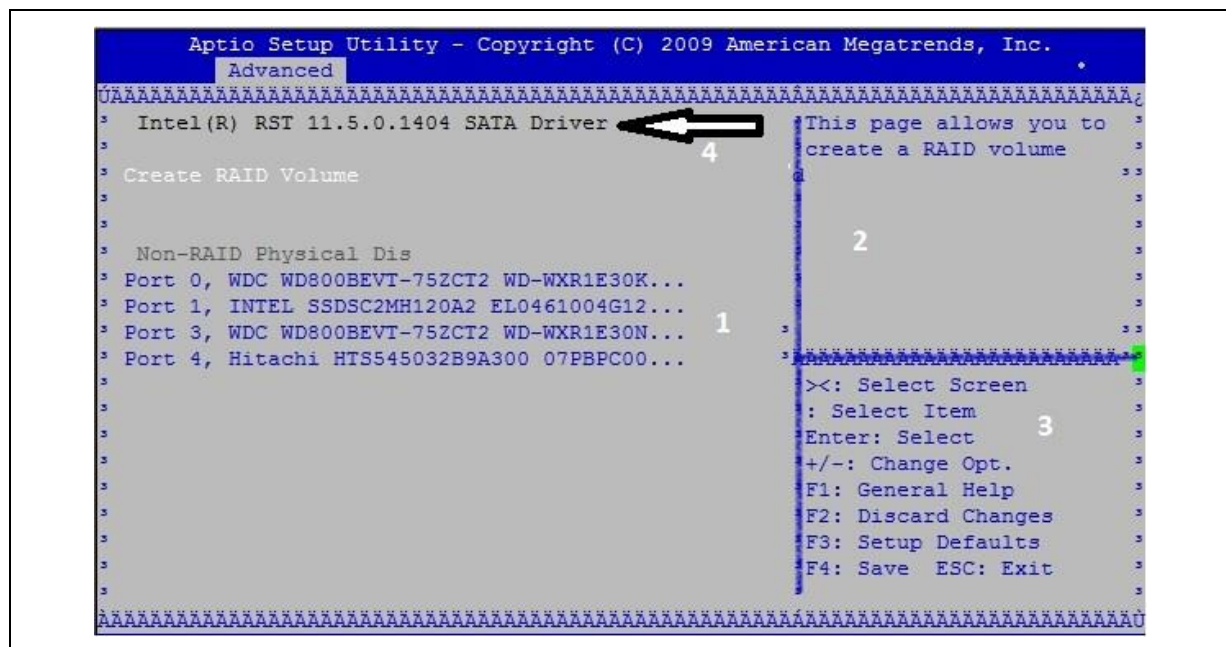 Aptio Setup Utility - Copyright (C) 2009 American Megatrends, Inc.
Advanced
Intel(R) RST 11.5.0.1404 SATA Driver
4
Create RAID Volume
Non-RAID Physical Dis
Port 0, WDC WD800BEVT-75ZCT2 WD-WXR1E30K...
Port 1, INTEL SSDSC2MH120A2 EL0461004G12...
Port 3, WDC WD800BEVT-75ZCT2 WD-WXR1E30N...
Port 4, Hitachi HTS545032B9A300 07PBPC00...
1
This page allows you to
create a RAID volume
2
><: Select Screen
: Select Item
Enter: Select
+/-: Change Opt.
F1: General Help
F2: Discard Changes
F3: Setup Defaults
F4: Save ESC: Exit
3